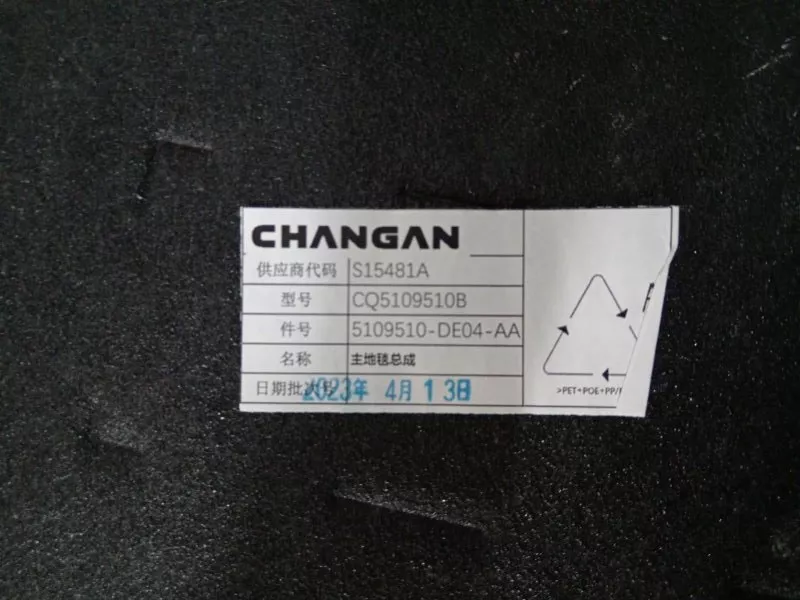 CHANGAN
供应商代码 S15481A
型号 CQ5109510B
件号 5109510-DE04-AA
名称 主地毯总成
日期批次号 2023年 4月 13日
>PET+POE+PP/